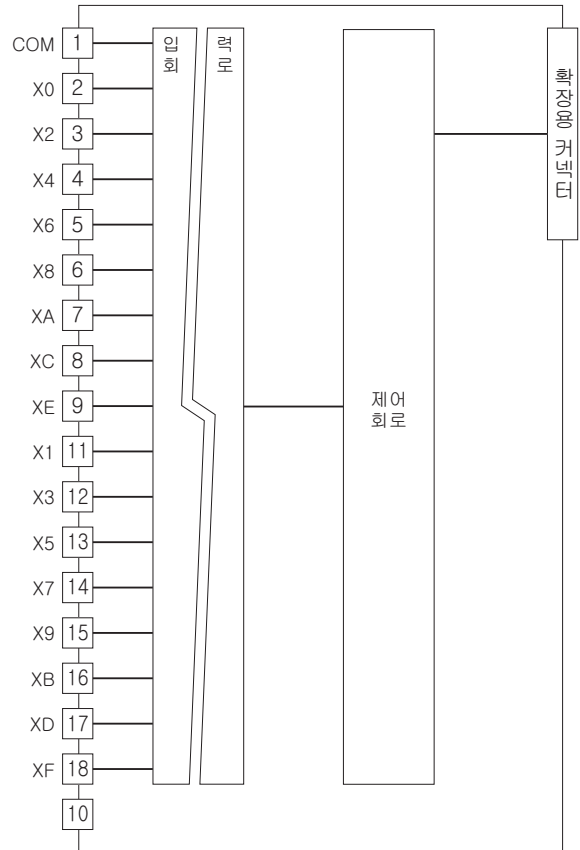 COM 1
X0 2
X2 3
X4 4
X6 5
X8 6
XA 7
XC 8
XE 9
X1 11
X3 12
X5 13
X7 14
X9 15
XB 16
XD 17
XF 18
10
입력
회로
제어
회로
확장용 커넥터